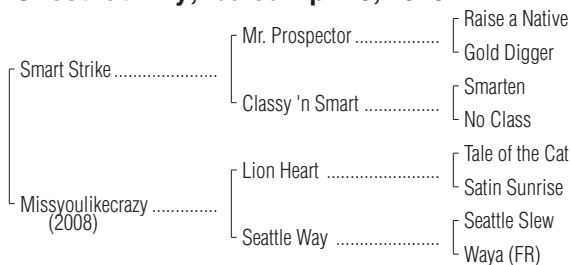 Raise a Native
Mr. Prospector ....................
Gold Digger
Smart Strike .....................
Smarten
Classy 'n Smart ................
No Class
Tale of the Cat
Lion Heart .......................
Satin Sunrise
Missyoulikecrazy .............
(2008)
Seattle Slew
Seattle Way .....................
Waya (FR)